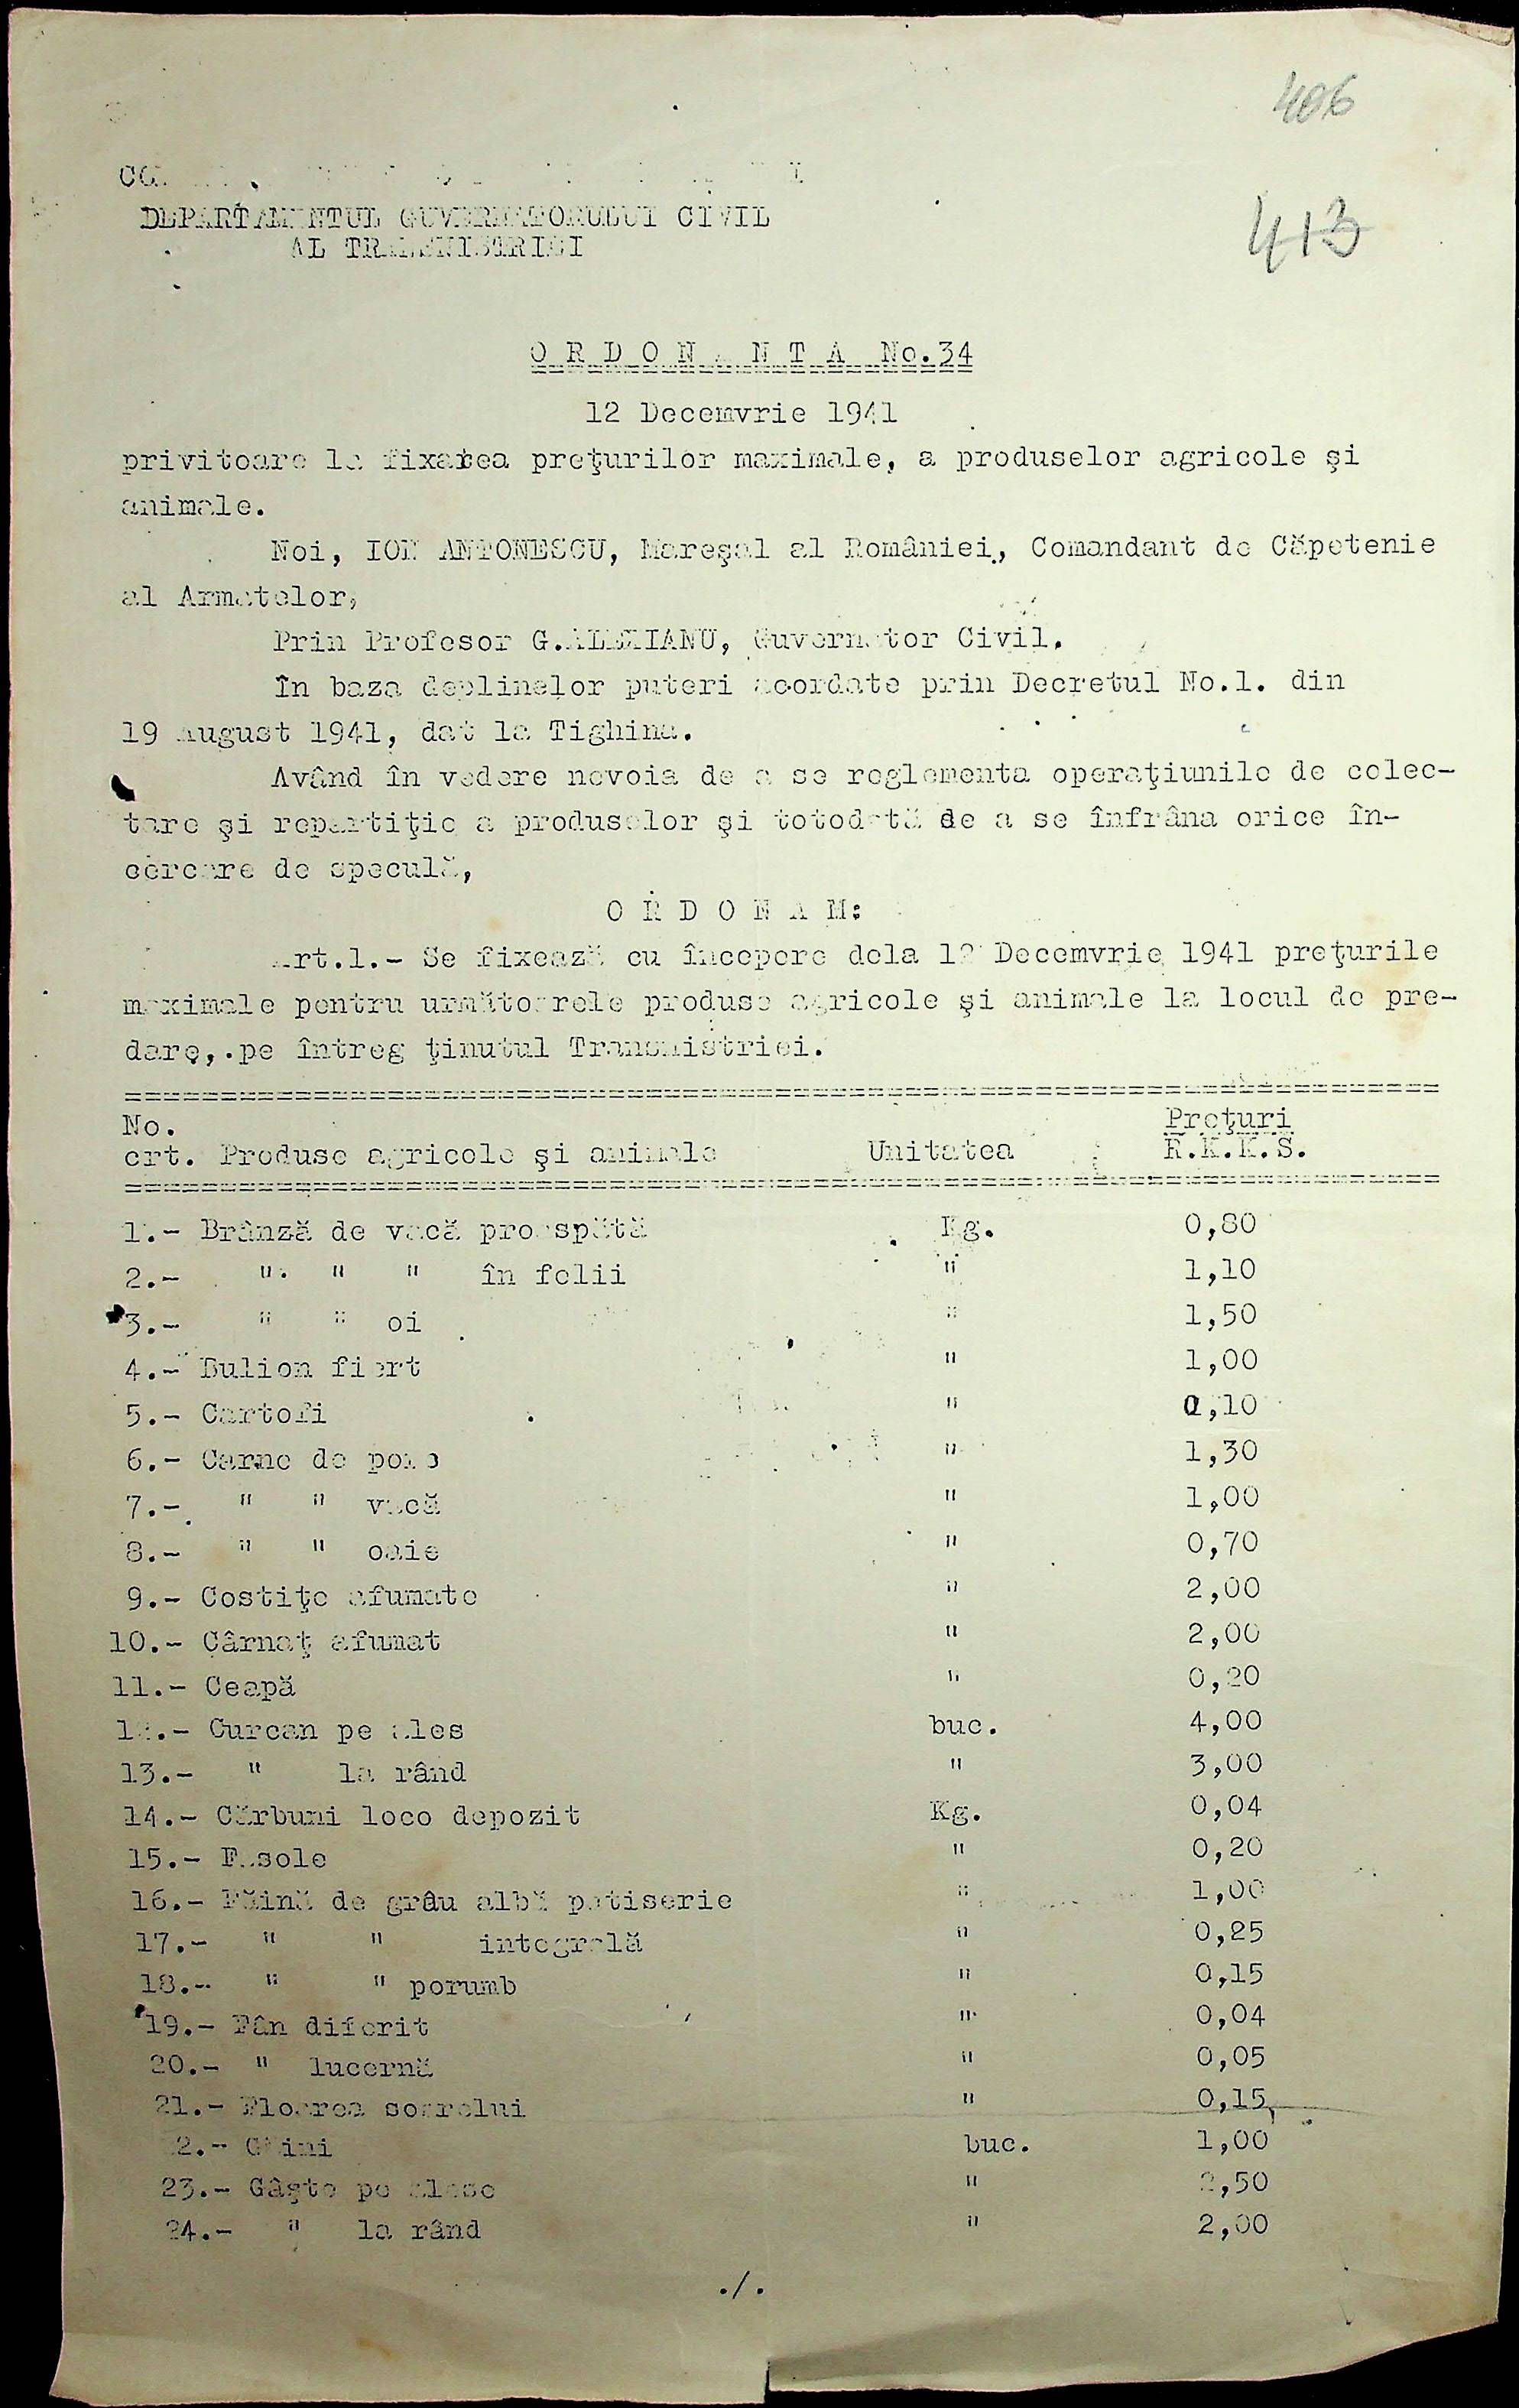 406
413
DEPARTAMENTUL GUVERNATORULUI CIVIL
AL TRANSNISTRIEI
O R D O N A N T A No.34
12 Decemvrie 1941
privitoare la fixarea preţurilor maximale, a produselor agricole şi
animale.
Noi, ION ANTONESCU, Mareşal al României, Comandant de Căpetenie
al Armatelor,
Prin Profesor G.ALEXIANU, Guvernator Civil.
În baza deplinelor puteri acordate prin Decretul No.1. din
19 August 1941, dat la Tighina.
Având în vedere nevoia de a se reglementa operaţiunile de colec-
tare şi repartiţie a produselor şi totodată de a se înfrâna orice în-
cercare de speculă,
O R D O N A M:
Art.1.- Se fixează cu începere dela 12 Decemvrie 1941 preţurile
maximale pentru următoarele produse agricole şi animale la locul de pre-
dare, pe întreg ţinutul Transnistriei.
No. Preţuri
crt. Produse agricole şi animale Unitatea R.K.K.S.
1.- Brânză de vacă proaspătă Kg. 0,80
2.- " " " în felii " 1,10
3.- " " oi " 1,50
4.- Bulion fiert " 1,00
5.- Cartofi " 0,10
6.- Carne de porc " 1,30
7.- " " vacă " 1,00
8.- " " oaie " 0,70
9.- Costiţe afumate " 2,00
10.- Cârnaţ afumat " 2,00
11.- Ceapă " 0,20
12.- Curcan pe ales buc. 4,00
13.- " la rând " 3,00
14.- Cărbuni loco depozit Kg. 0,04
15.- Fasole " 0,20
16.- Făină de grâu albă patiserie " 1,00
17.- " " integrală " 0,25
18.- " " porumb " 0,15
19.- Fân diferit " 0,04
20.- " lucernă " 0,05
21.- Floarea soarelui " 0,15
22.- Găini buc. 1,00
23.- Gâşte pe alese " 2,50
24.- " la rând " 2,00
./.